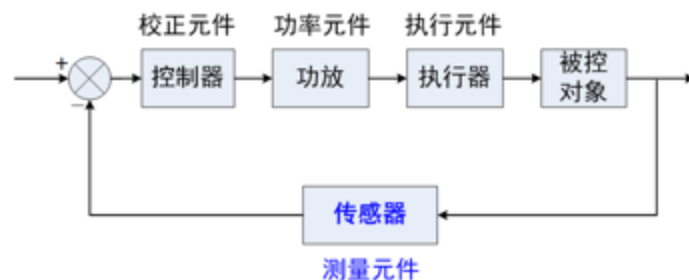 校正元件 功率元件 执行元件
+
控制器 功放 执行器 被控
对象
−
传感器
测量元件